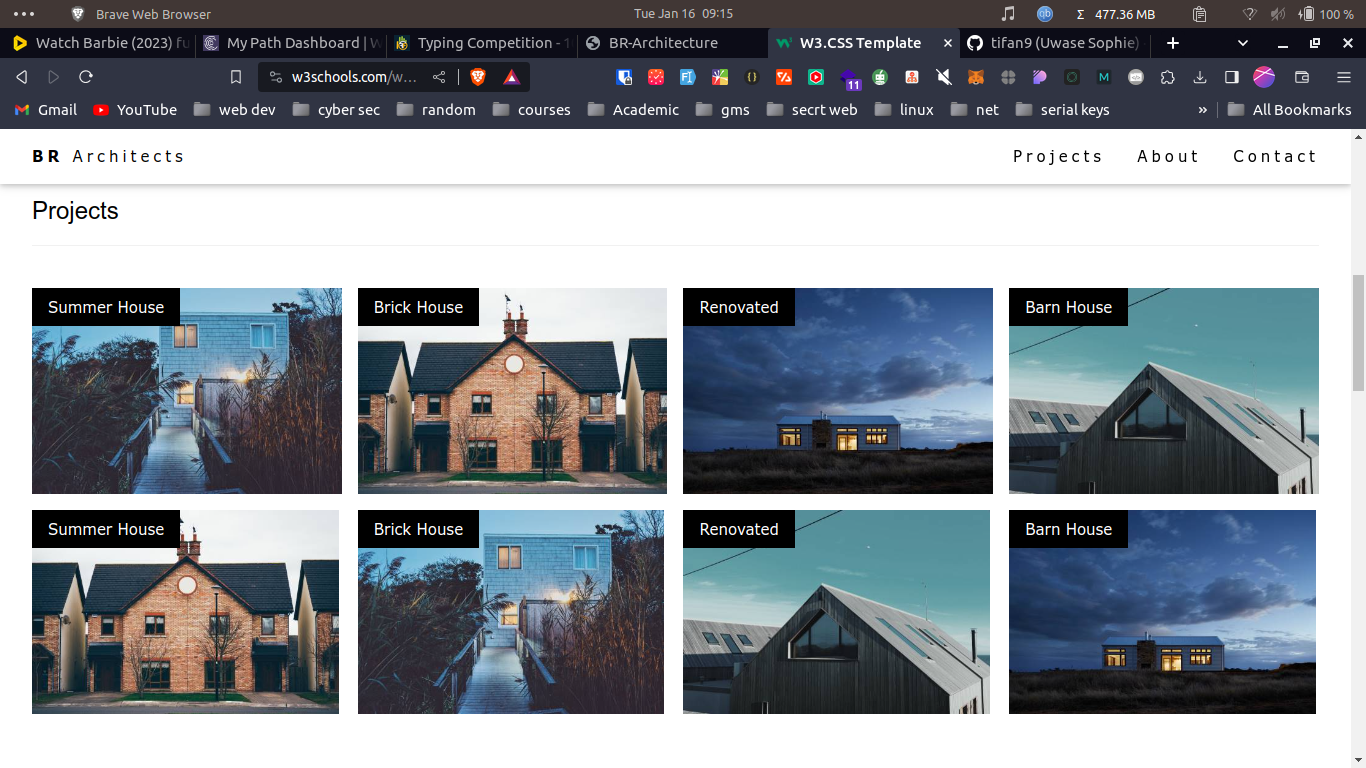 Brave Web Browser
Tue Jan 16 09:15
Σ 477.36 MB
100 %
Watch Barbie (2023) fu
My Path Dashboard | W
Typing Competition - 1
BR-Architecture
W3.CSS Template
tifan9 (Uwase Sophie)
w3schools.com/w...
11
Gmail
YouTube
web dev
cyber sec
random
courses
Academic
gms
secrt web
linux
net
serial keys
»
All Bookmarks
BR Architects
Projects About Contact
Projects
Summer House
Brick House
Renovated
Barn House
Summer House
Brick House
Renovated
Barn House